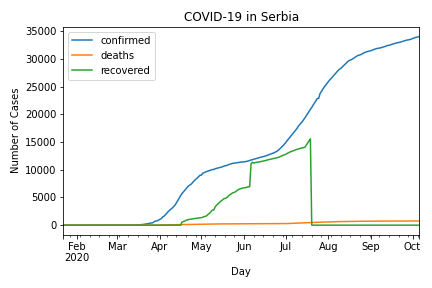 COVID-19 in Serbia
confirmed
deaths
recovered
35000
30000
25000
20000
15000
10000
5000
0
Number of Cases
Feb Mar Apr May Jun Jul Aug Sep Oct
2020
Day